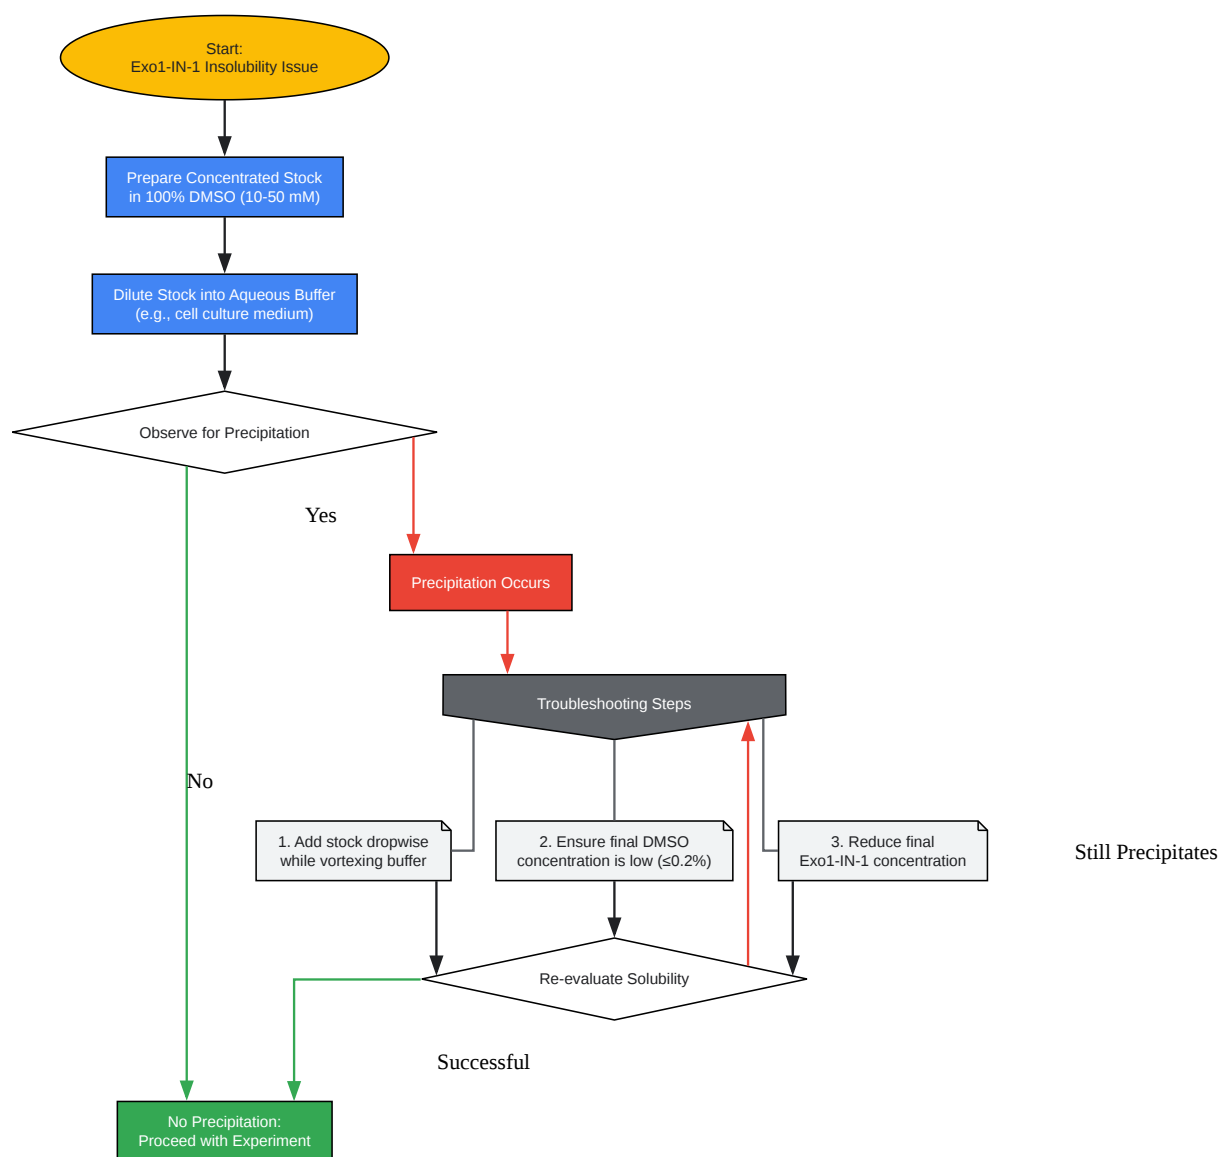 Start:
Exo1-IN-1 Insolubility Issue
Prepare Concentrated Stock
in 100% DMSO (10-50 mM)
Dilute Stock into Aqueous Buffer
(e.g., cell culture medium)
Observe for Precipitation
Yes
Precipitation Occurs
Troubleshooting Steps
No
1. Add stock dropwise
while vortexing buffer
2. Ensure final DMSO
concentration is low (≤0.2%)
3. Reduce final
Exo1-IN-1 concentration
Still Precipitates
Re-evaluate Solubility
Successful
No Precipitation:
Proceed with Experiment